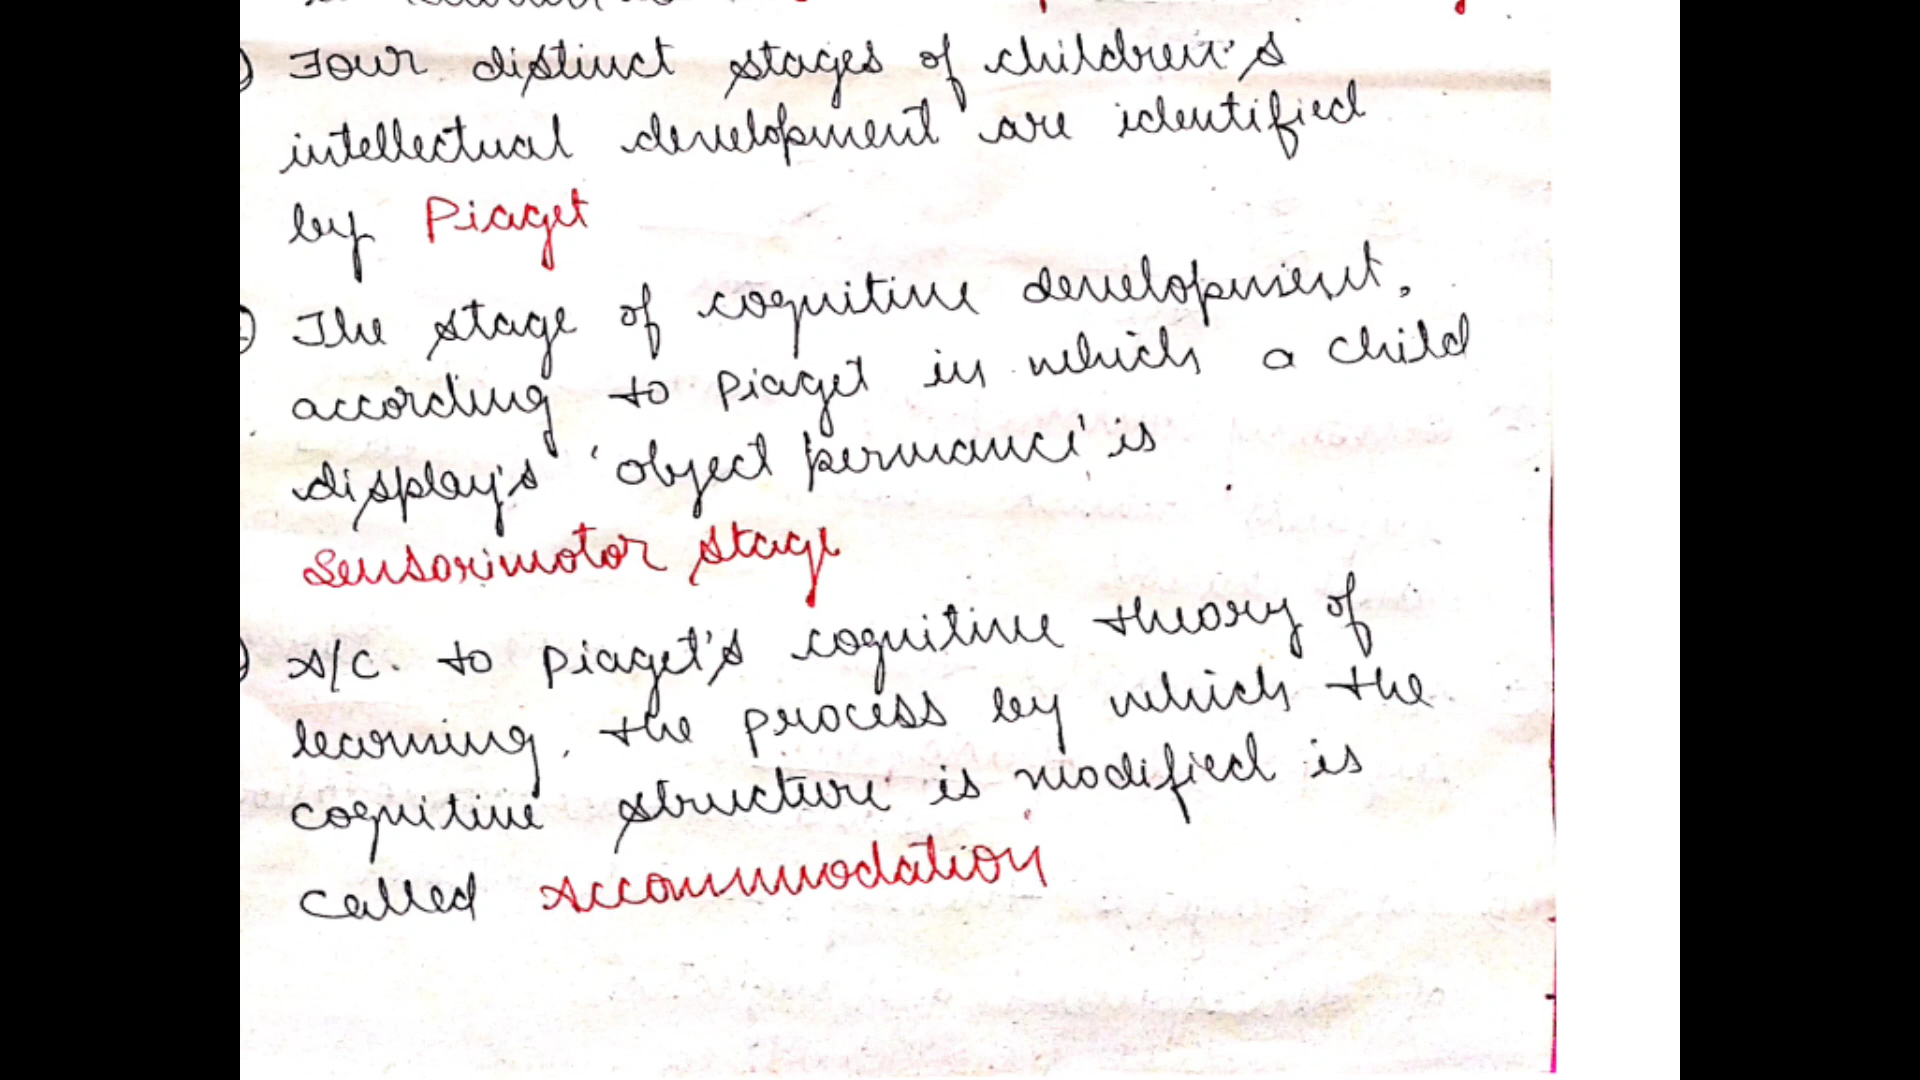 Four distinct stages of children's
intellectual development are identified
by Piaget
The stage of cognitive development,
according to Piaget in which a child
display's 'object permance' is
Sensorimotor stage
A/c. to Piaget's cognitive theory of
learning, the process by which the
cognitive structure is modified is
called Accommodation